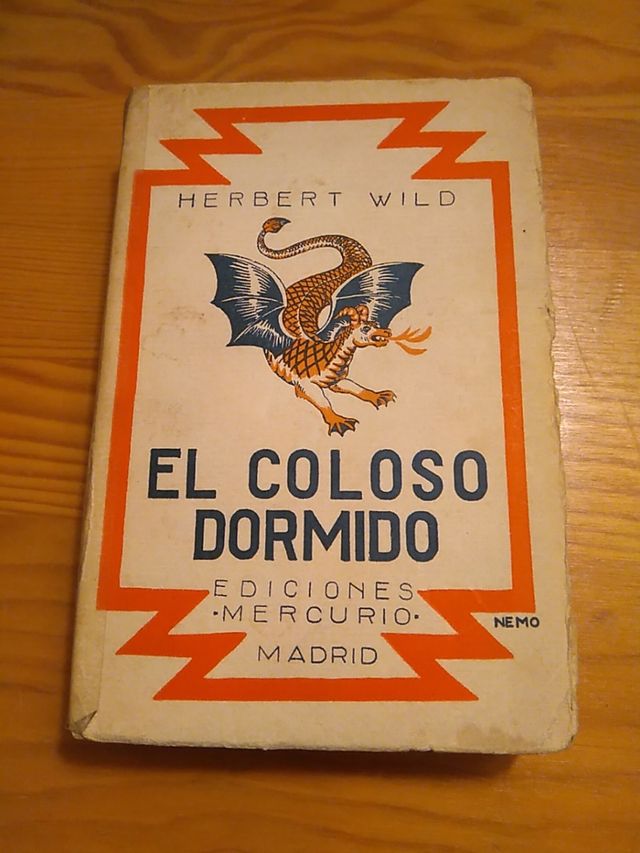 HERBERT WILD
EL COLOSO
DORMIDO
EDICIONES
·MERCURIO·
NEMO
MADRID